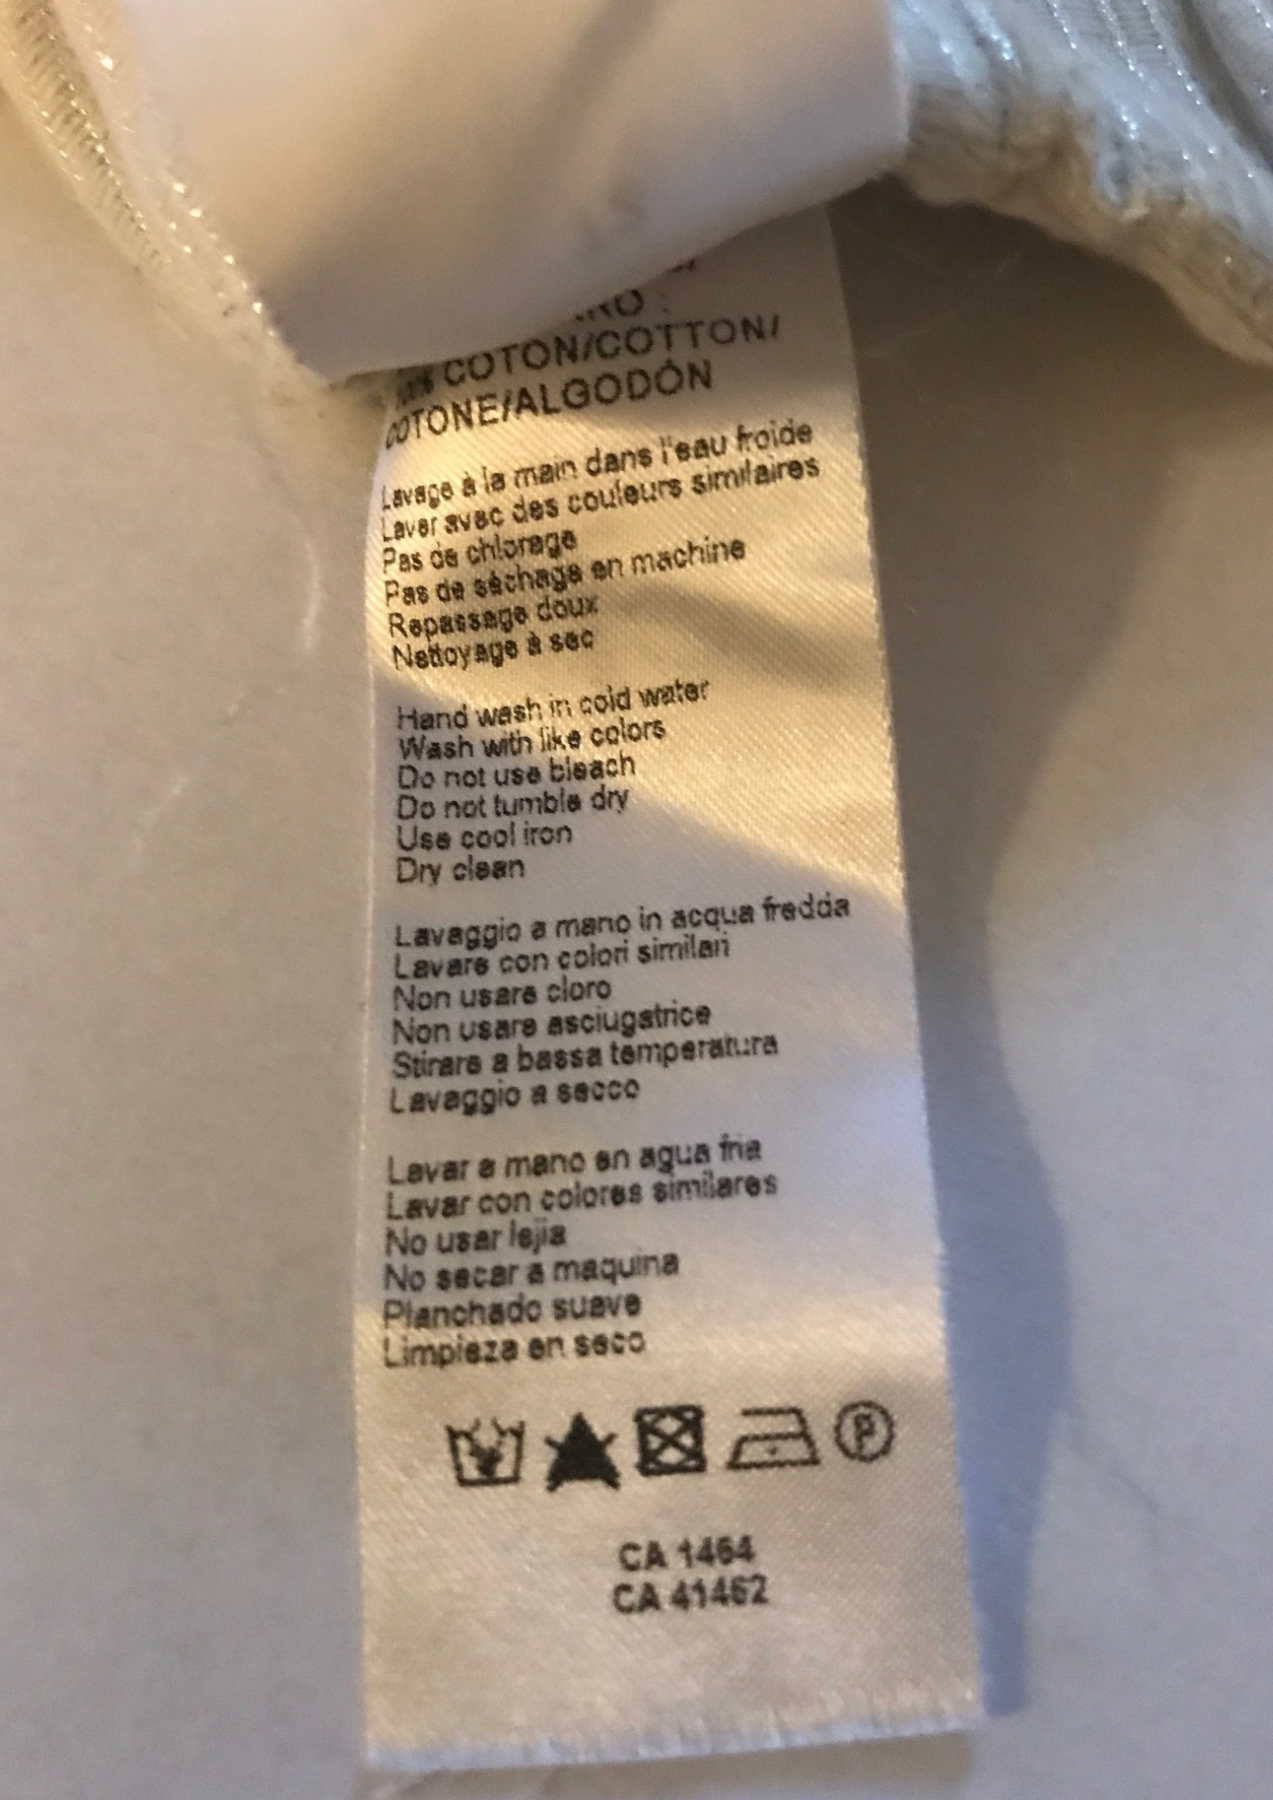 100% COTON/COTTON/
COTONE/ALGODÓN
Lavage à la main dans l'eau froide
Laver avec des couleurs similaires
Pas de chlorage
Pas de séchage en machine
Repassage doux
Nettoyage à sec
Hand wash in cold water
Wash with like colors
Do not use bleach
Do not tumble dry
Use cool iron
Dry clean
Lavaggio a mano in acqua fredda
Lavare con colori similari
Non usare cloro
Non usare asciugatrice
Stirare a bassa temperatura
Lavaggio a secco
Lavar a mano en agua fria
Lavar con colores similares
No usar lejia
No secar a maquina
Planchado suave
Limpieza en seco
P
CA 1464
CA 41462